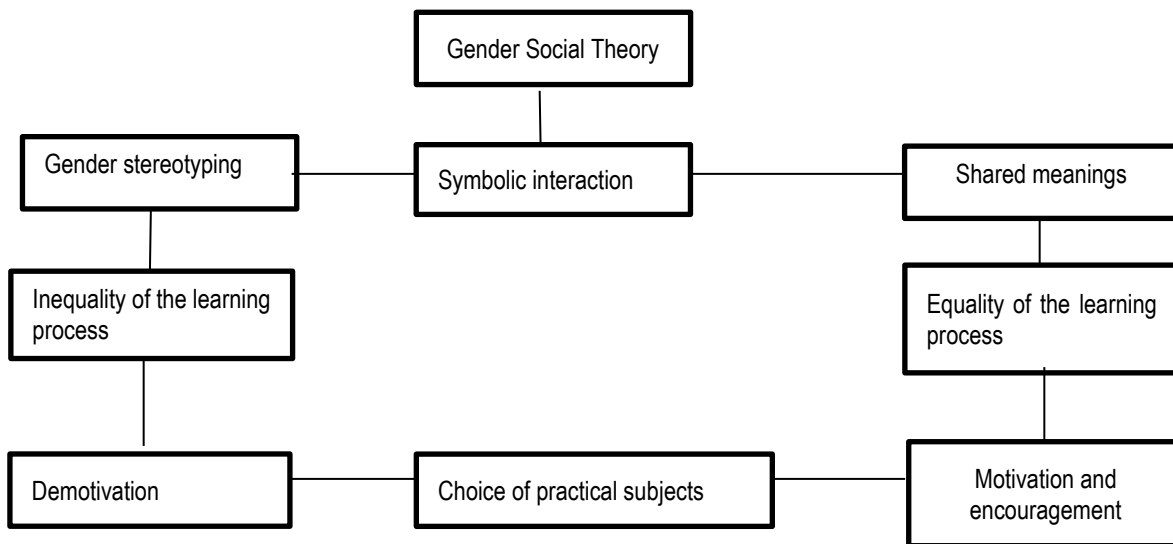 Gender Social Theory
Gender stereotyping
Symbolic interaction
Shared meanings
Inequality of the learning
process
Equality of the learning
process
Demotivation
Choice of practical subjects
Motivation and
encouragement